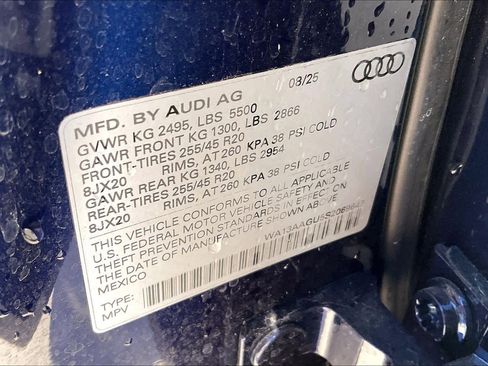 MFD. BY AUDI AG 08/25
GVWR KG 2495, LBS 5500
GAWR FRONT KG 1300, LBS 2866
FRONT-TIRES 255/45 R20
8JX20 RIMS, AT 260 KPA 38 PSI COLD
GAWR REAR KG 1340, LBS 2954
REAR-TIRES 255/45 R20
8JX20 RIMS, AT 260 KPA 38 PSI COLD
THIS VEHICLE CONFORMS TO ALL APPLICABLE
U.S. FEDERAL MOTOR VEHICLE SAFETY AND
THEFT PREVENTION STANDARDS IN EFFECT ON THE
DATE OF MANUFACTURE SHOWN ABOVE.
MEXICO
TYPE:
MPV